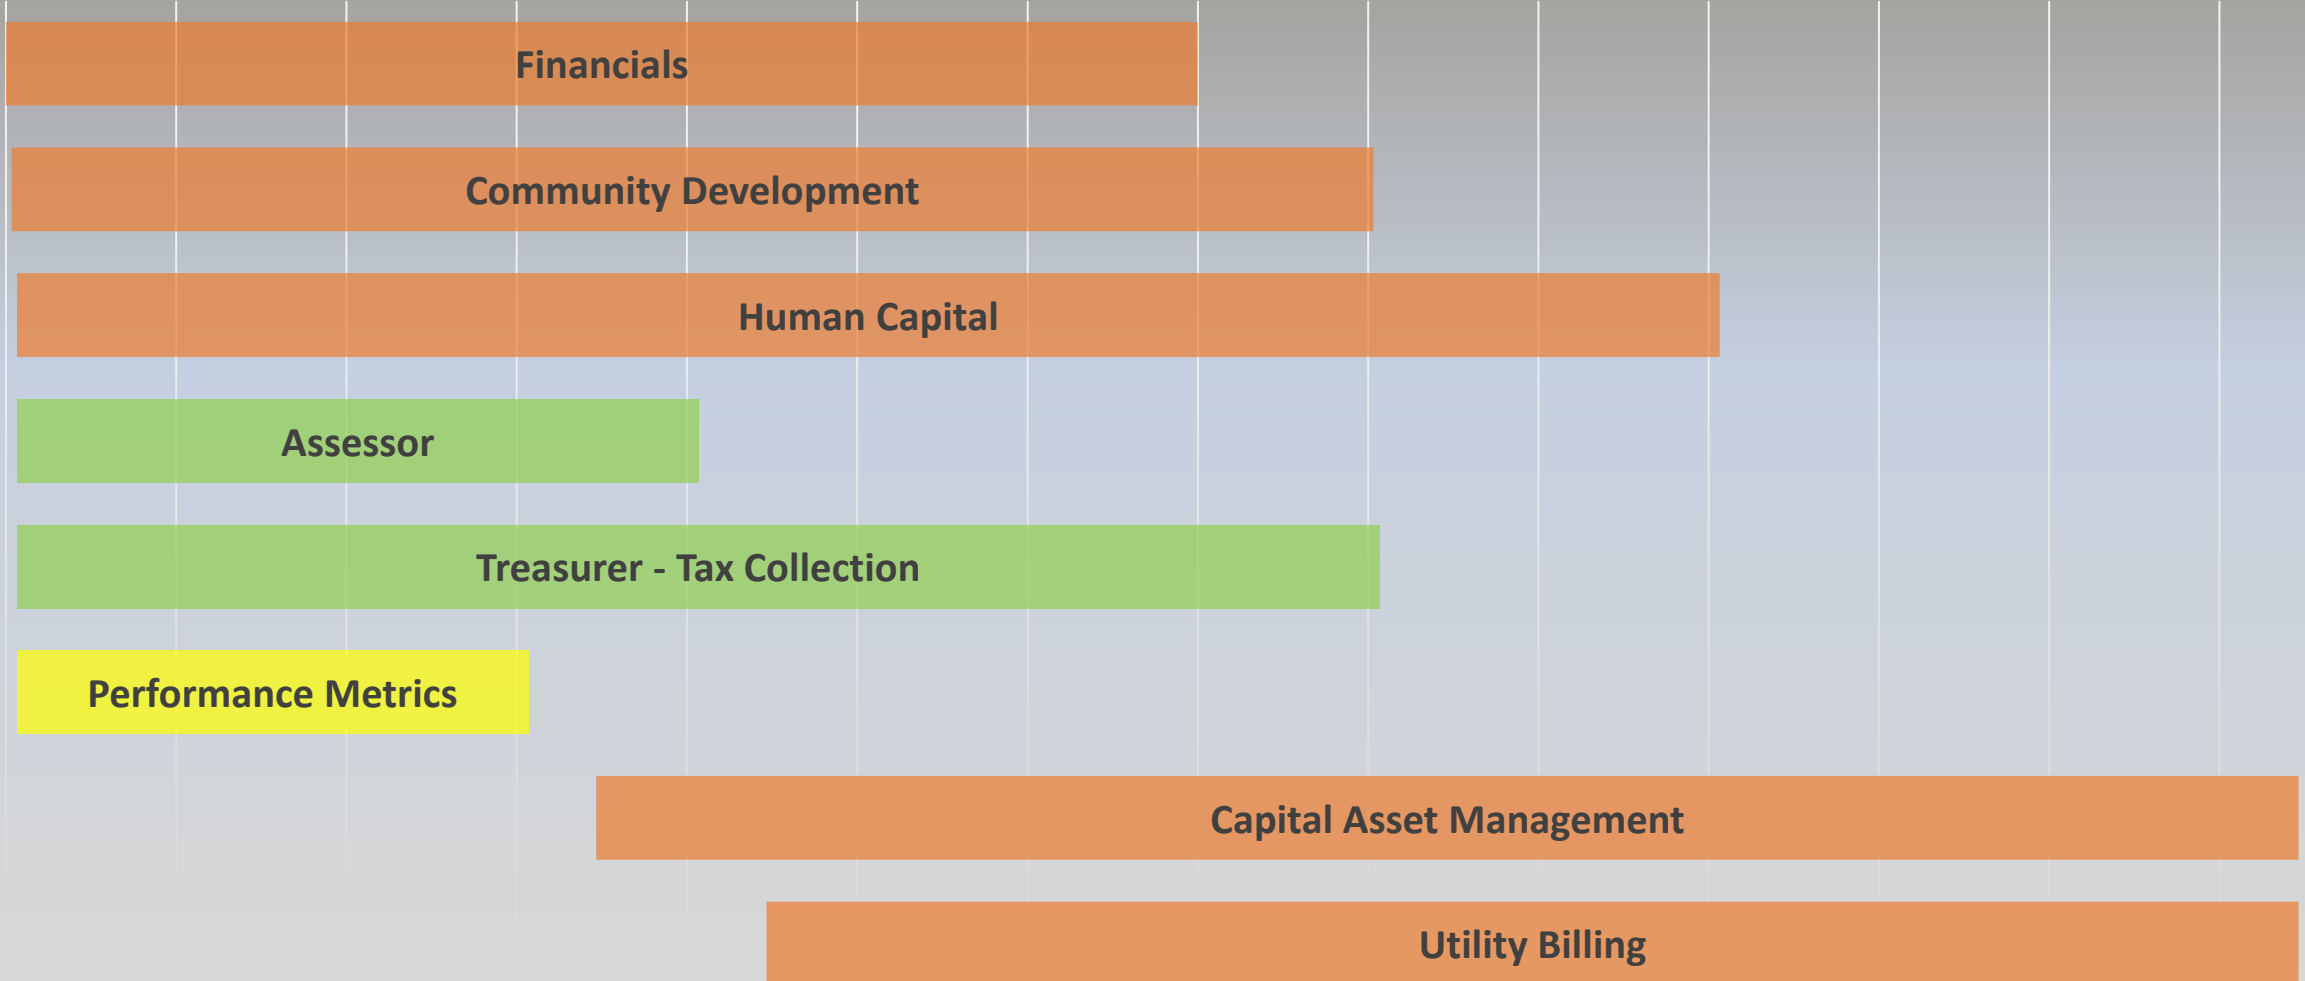 Financials
Community Development
Human Capital
Assessor
Treasurer - Tax Collection
Performance Metrics
Capital Asset Management
Utility Billing